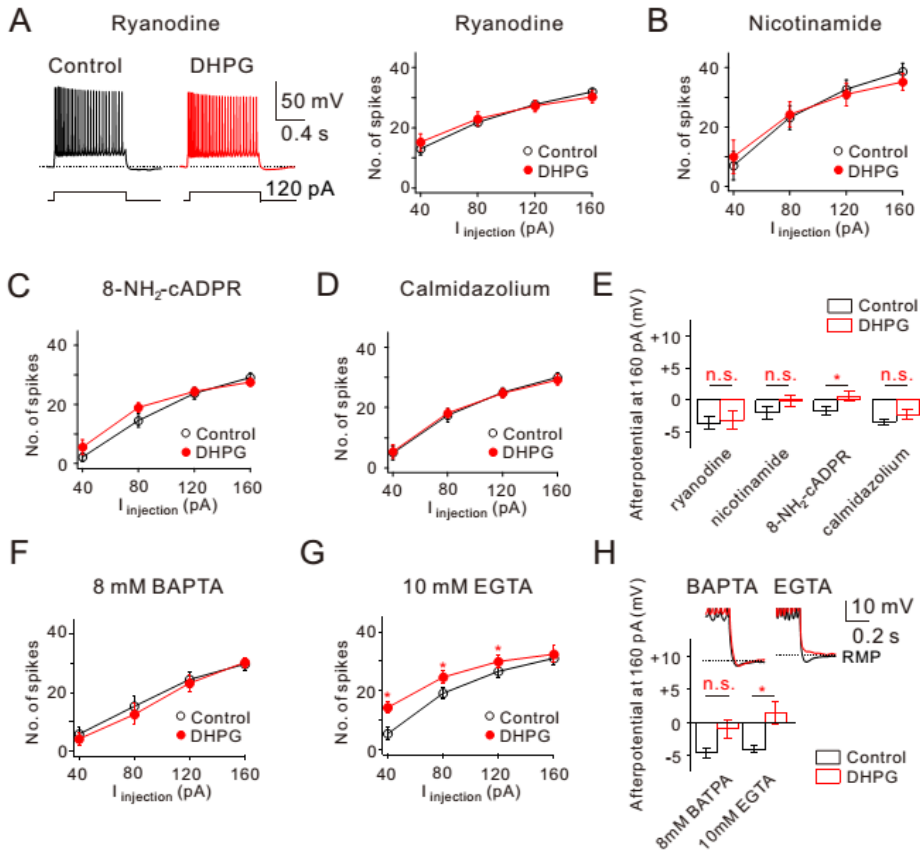 A
Ryanodine
Control
DHPG
50 mV
0.4 s
120 pA
Ryanodine
No. of spikes
40
20
0
Control
DHPG
40 80 120 160
I injection (pA)
B
Nicotinamide
No. of spikes
40
20
0
Control
DHPG
40 80 120 160
I injection (pA)
C
8-NH2-cADPR
No. of spikes
40
20
0
Control
DHPG
40 80 120 160
I injection (pA)
D
Calmidazolium
No. of spikes
40
20
0
Control
DHPG
40 80 120 160
I injection (pA)
E
Control
DHPG
Afterpotential at 160 pA (mV)
+10
+5
0
-5
n.s. n.s. * n.s.
ryanodine
nicotinamide
8-NH2-cADPR
calmidazolium
F
8 mM BAPTA
No. of spikes
40
20
0
Control
DHPG
40 80 120 160
I injection (pA)
G
10 mM EGTA
No. of spikes
40
20
0
* * *
Control
DHPG
40 80 120 160
I injection (pA)
H
BAPTA EGTA
10 mV
0.2 s
RMP
Afterpotential at 160 pA (mV)
+10
+5
0
-5
n.s. *
Control
DHPG
8mM BATPA
10mM EGTA